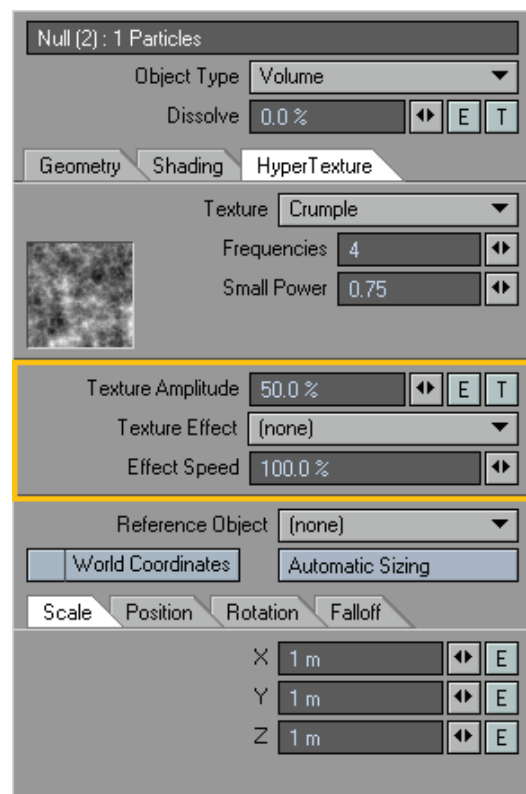 Null (2) : 1 Particles
Object Type Volume
Dissolve 0.0 % E T
Geometry Shading HyperTexture
Texture Crumple
Frequencies 4
Small Power 0.75
Texture Amplitude 50.0 % E T
Texture Effect (none)
Effect Speed 100.0 %
Reference Object (none)
World Coordinates Automatic Sizing
Scale Position Rotation Falloff
X 1 m E
Y 1 m E
Z 1 m E